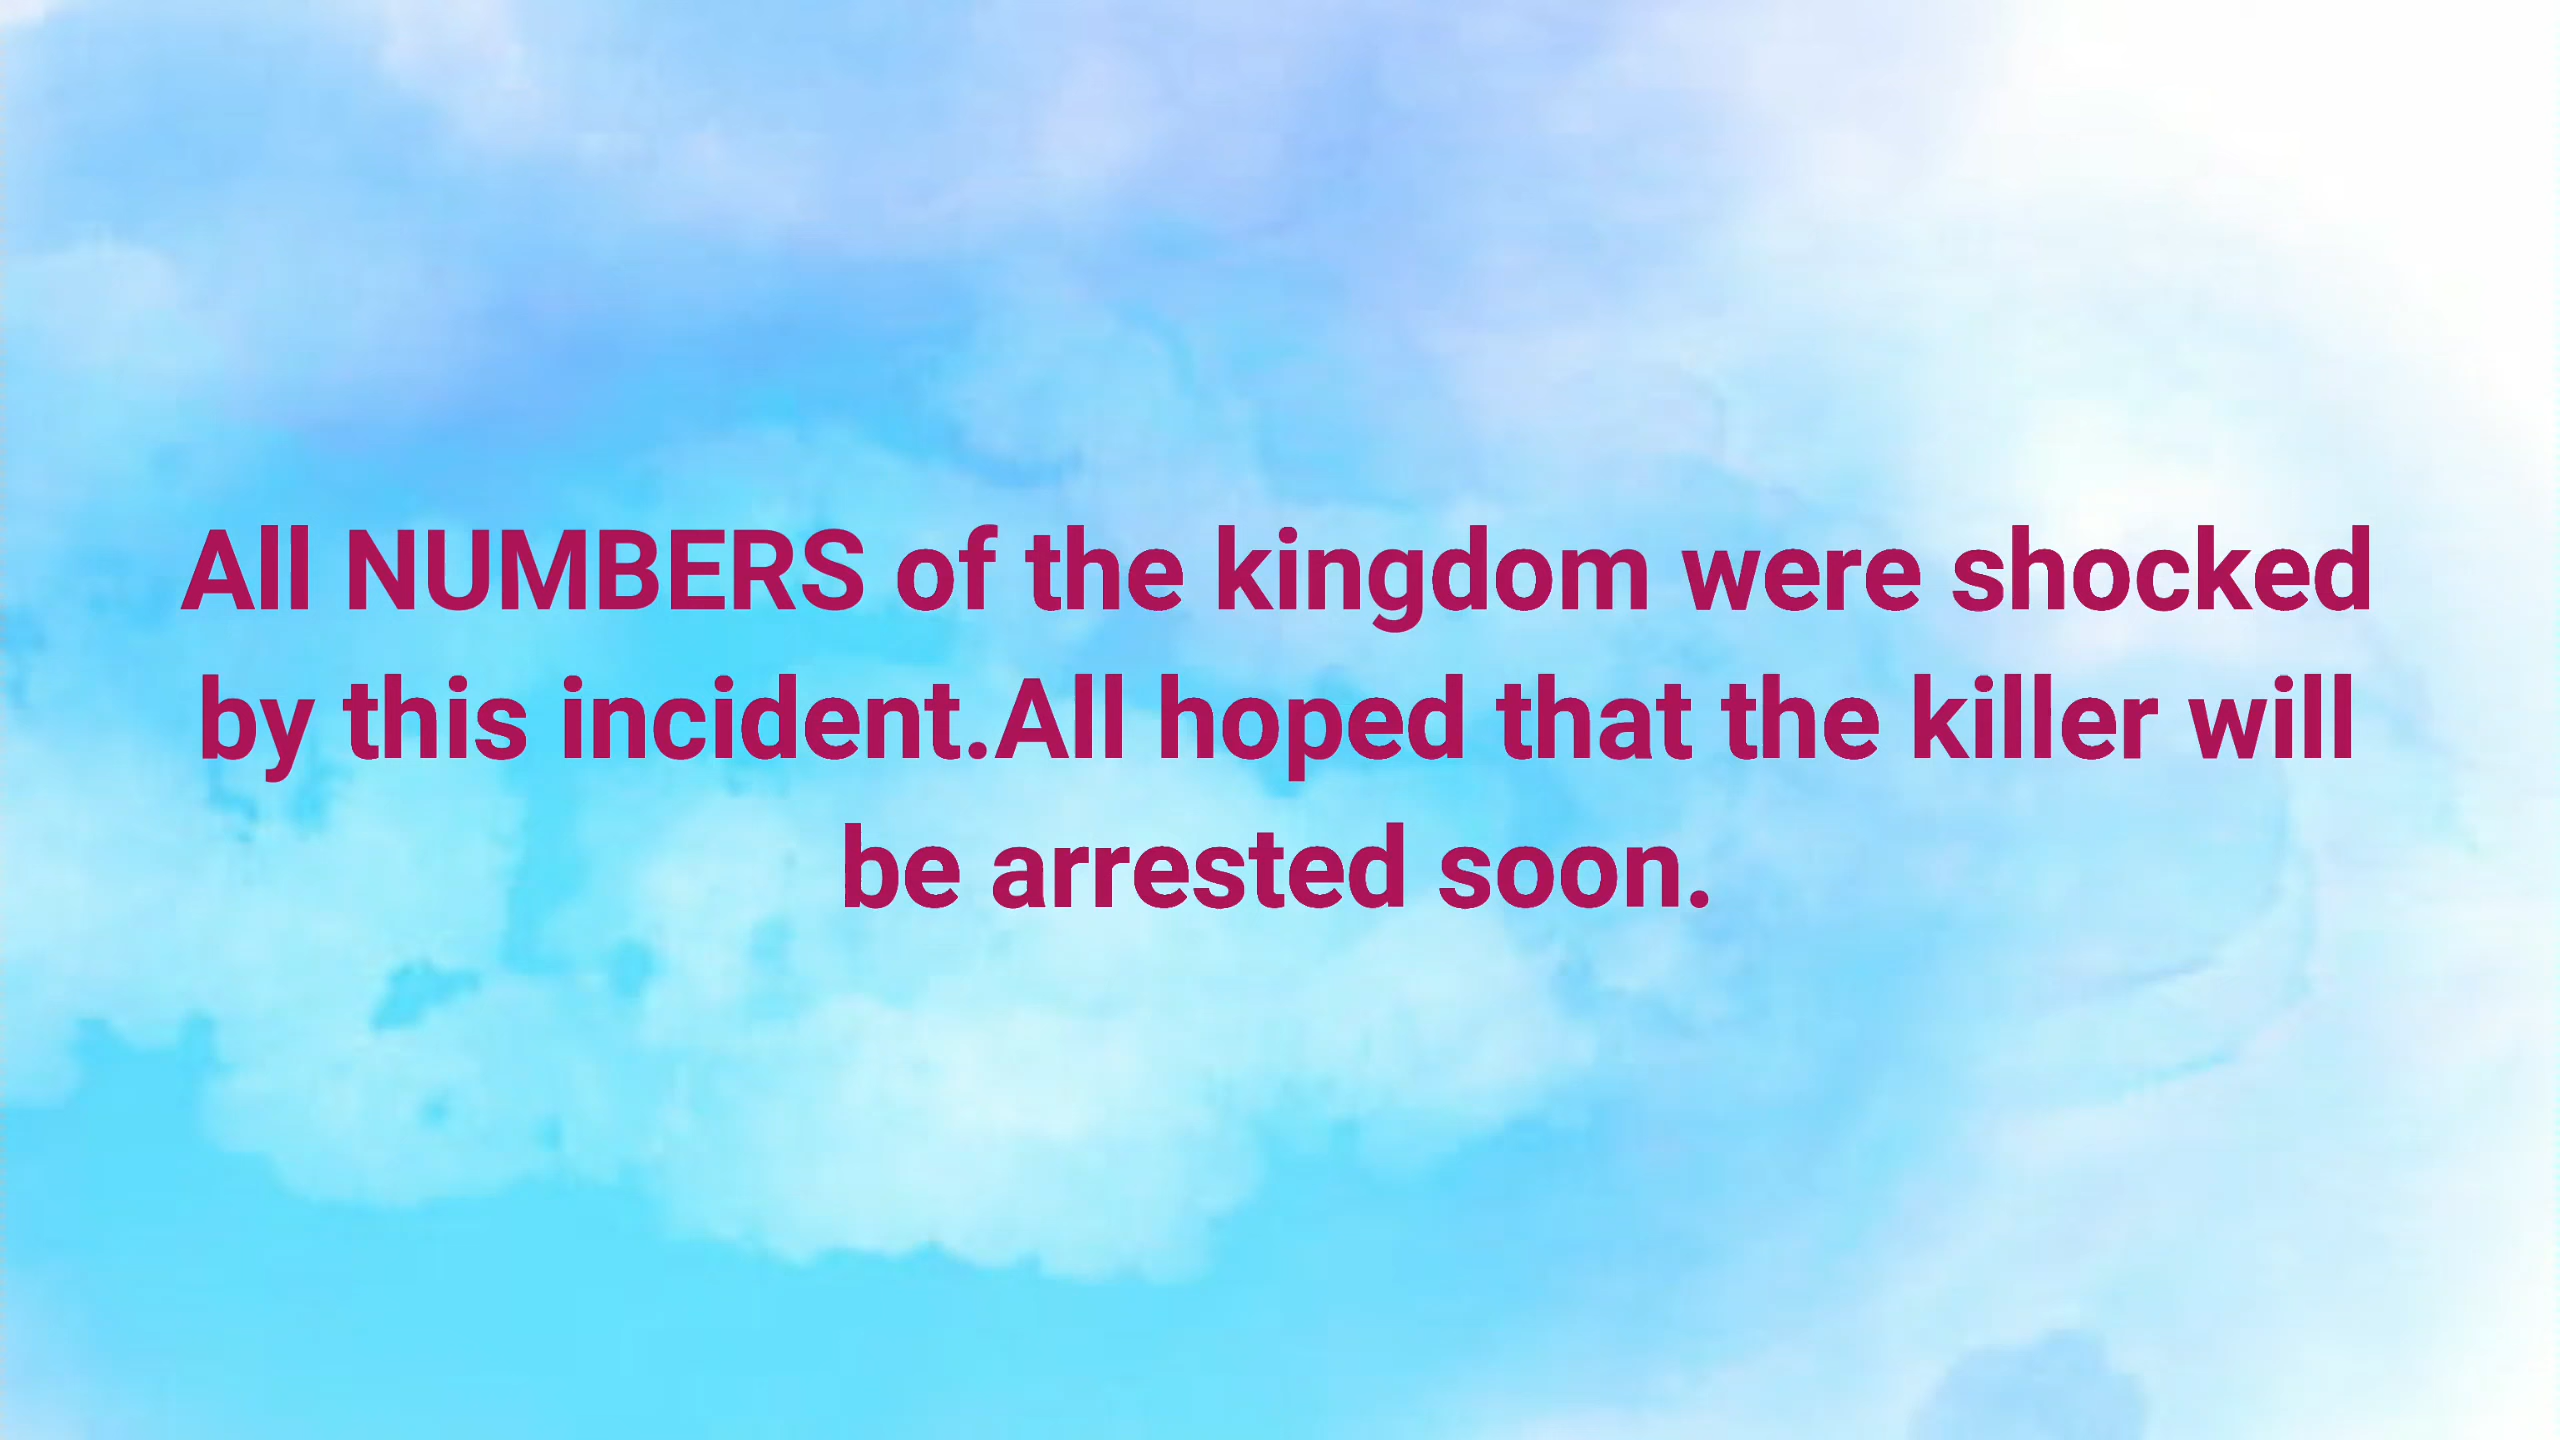 All NUMBERS of the kingdom were shocked
by this incident.All hoped that the killer will
be arrested soon.